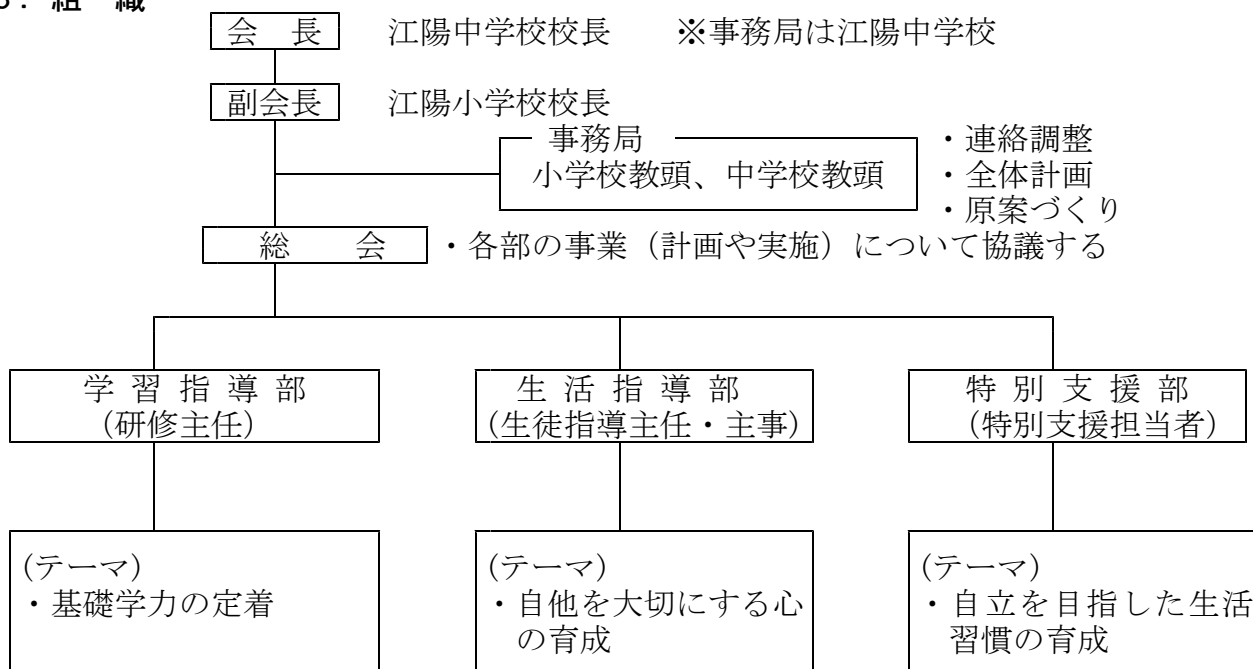 組　織
会　長　江陽中学校校長　※事務局は江陽中学校
副会長　江陽小学校校長
事務局
小学校教頭、中学校教頭
・連絡調整
・全体計画
・原案づくり
総　会　・各部の事業（計画や実施）について協議する
学習指導部
（研修主任）
生活指導部
（生徒指導主任・主事）
特別支援部
（特別支援担当者）
（テーマ）
・基礎学力の定着
（テーマ）
・自他を大切にする心
の育成
（テーマ）
・自立を目指した生活
習慣の育成